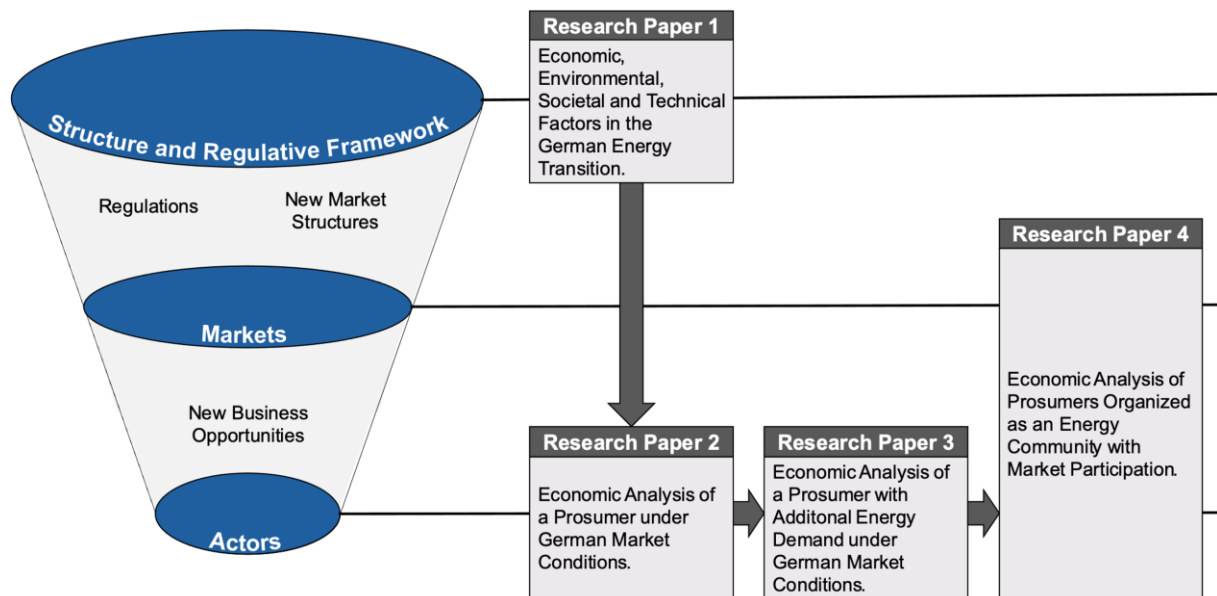 Structure and Regulative Framework
Regulations
New Market
Structures
Markets
New Business
Opportunities
Actors
Research Paper 1
Economic,
Environmental,
Societal and Technical
Factors in the
German Energy
Transition.
Research Paper 2
Economic Analysis of
a Prosumer under
German Market
Conditions.
Research Paper 3
Economic Analysis of
a Prosumer with
Additonal Energy
Demand under
German Market
Conditions.
Research Paper 4
Economic Analysis of
Prosumers Organized
as an Energy
Community with
Market Participation.